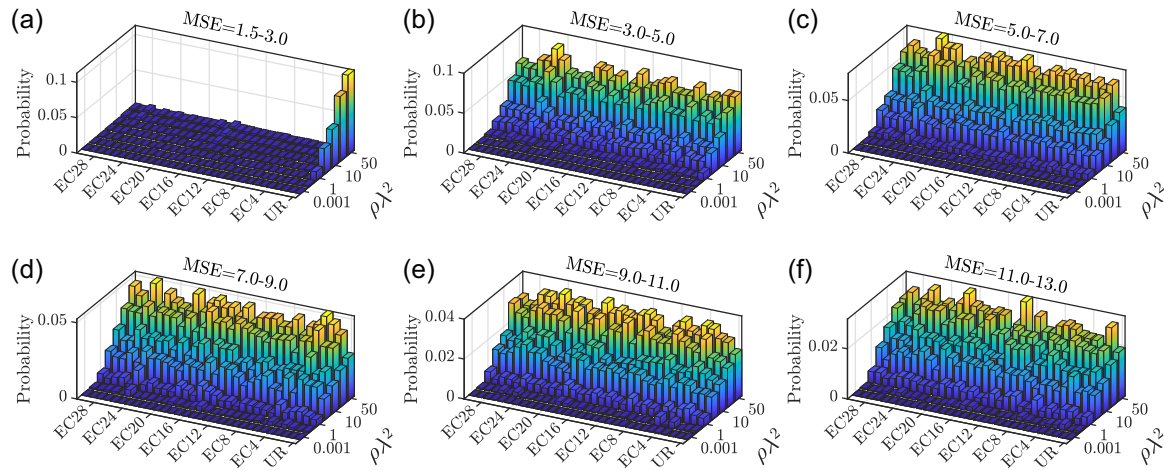 (a)
MSE=1.5-3.0
Probability
0.1
0.05
0
EC28
EC24
EC20
EC16
EC12
EC8
EC4
UR
0.001
1
10
50
ρλ²
(b)
MSE=3.0-5.0
Probability
0.1
0.05
0
EC28
EC24
EC20
EC16
EC12
EC8
EC4
UR
0.001
1
10
50
ρλ²
(c)
MSE=5.0-7.0
Probability
0.05
0
EC28
EC24
EC20
EC16
EC12
EC8
EC4
UR
0.001
1
10
50
ρλ²
(d)
MSE=7.0-9.0
Probability
0.05
0
EC28
EC24
EC20
EC16
EC12
EC8
EC4
UR
0.001
1
10
50
ρλ²
(e)
MSE=9.0-11.0
Probability
0.04
0.02
0
EC28
EC24
EC20
EC16
EC12
EC8
EC4
UR
0.001
1
10
50
ρλ²
(f)
MSE=11.0-13.0
Probability
0.02
0
EC28
EC24
EC20
EC16
EC12
EC8
EC4
UR
0.001
1
10
50
ρλ²